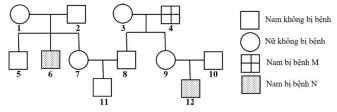 1 2 3 4
Nam không bị bệnh
Nữ không bị bệnh
5 6 7 8 9 10
Nam bị bệnh M
Nam bị bệnh N
11 12